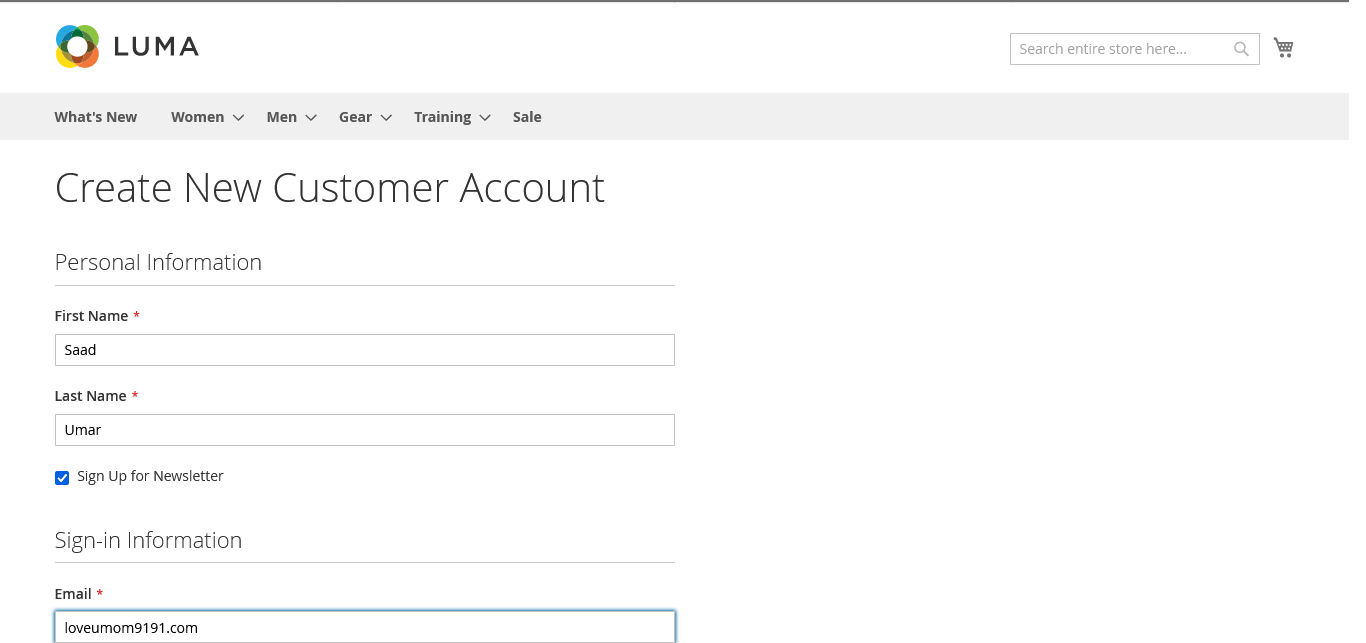 LUMA
Search entire store here...
What's New Women Men Gear Training Sale
Create New Customer Account
Personal Information
First Name *
Saad
Last Name *
Umar
Sign Up for Newsletter
Sign-in Information
Email *
loveumom9191.com